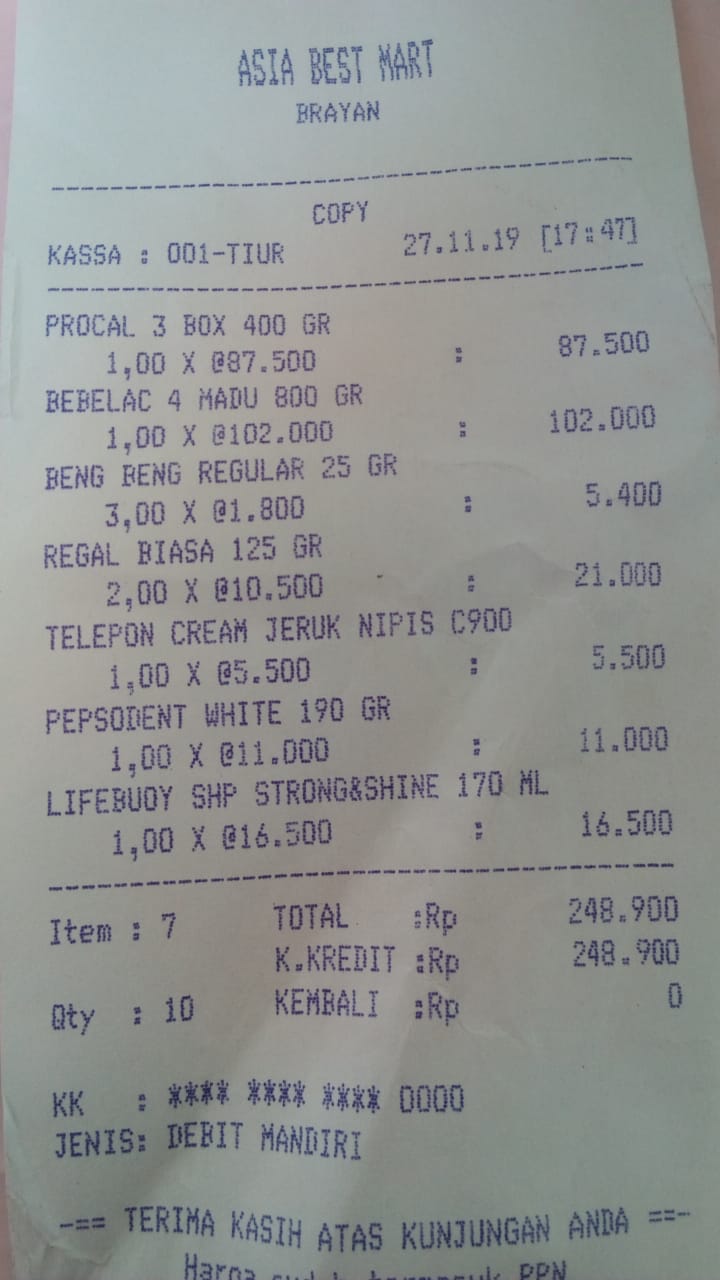 ASIA BEST MART
BRAYAN
COPY
KASSA : 001-TIUR 27.11.19 [17:47]
PROCAL 3 BOX 400 GR
1,00 X @87.500 : 87.500
BEBELAC 4 MADU 800 GR
1,00 X @102.000 : 102.000
BENG BENG REGULAR 25 GR
3,00 X @1.800 : 5.400
REGAL BIASA 125 GR
2,00 X @10.500 : 21.000
TELEPON CREAM JERUK NIPIS C900
1,00 X @5.500 : 5.500
PEPSODENT WHITE 190 GR
1,00 X @11.000 : 11.000
LIFEBUOY SHP STRONG&SHINE 170 ML
1,00 X @16.500 : 16.500
Item : 7 TOTAL :Rp 248.900
K.KREDIT :Rp 248.900
Qty : 10 KEMBALI :Rp 0
KK : **** **** **** 0000
JENIS: DEBIT MANDIRI
-== TERIMA KASIH ATAS KUNJUNGAN ANDA ==-
Harga sudah termasuk PPN